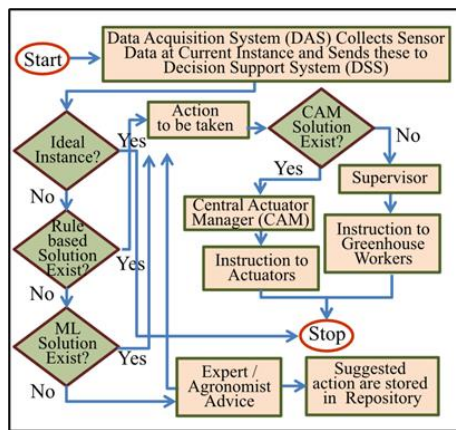 Start
Data Acquisition System (DAS) Collects Sensor
Data at Current Instance and Sends these to
Decision Support System (DSS)
Ideal
Instance?
Yes
No
Action
to be taken
CAM
Solution
Exist?
Yes
No
Rule
based
Solution
Exist?
Yes
No
Central Actuator
Manager (CAM)
Supervisor
Instruction to
Actuators
Instruction to
Greenhouse
Workers
Stop
ML
Solution
Exist?
Yes
No
Expert /
Agronomist
Advice
Suggested
action are stored
in Repository